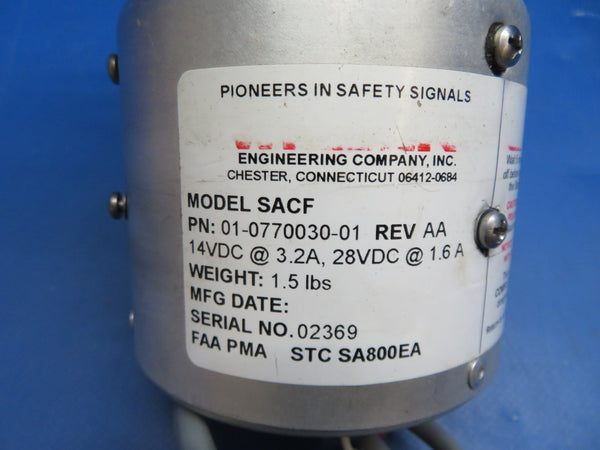 PIONEERS IN SAFETY SIGNALS
ENGINEERING COMPANY, INC.
CHESTER, CONNECTICUT 06412-0684
MODEL SACF
PN: 01-0770030-01 REV AA
14VDC @ 3.2A, 28VDC @ 1.6 A
WEIGHT: 1.5 lbs
MFG DATE:
SERIAL NO. 02369
FAA PMA STC SA800EA